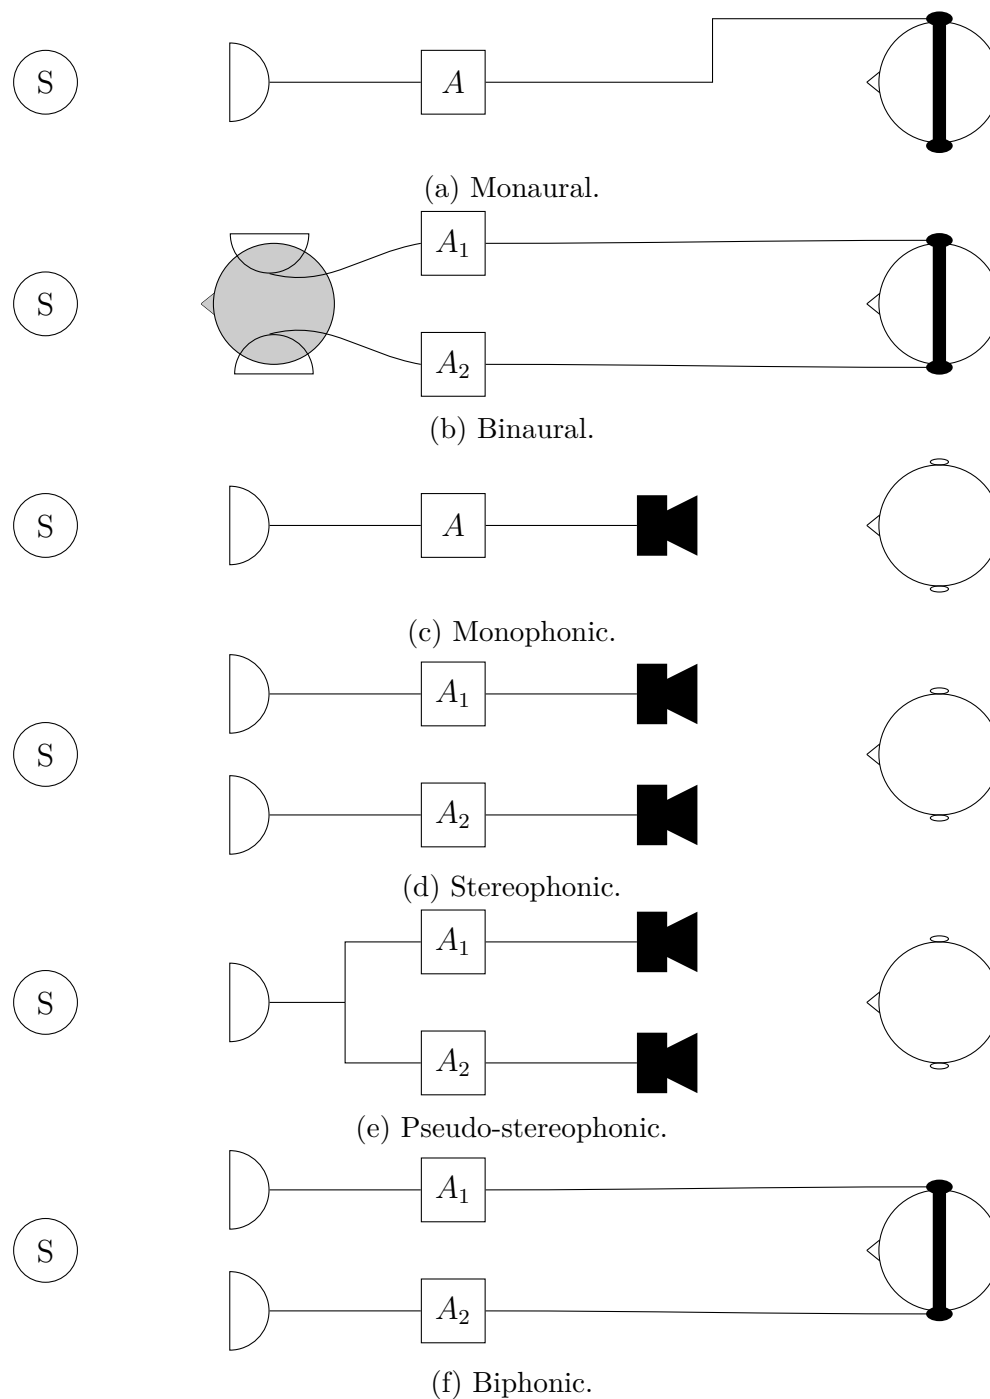 S A
(a) Monaural.
A₁
S
A₂
(b) Binaural.
S A
(c) Monophonic.
A₁
S
A₂
(d) Stereophonic.
A₁
S
A₂
(e) Pseudo-stereophonic.
A₁
S
A₂
(f) Biphonic.